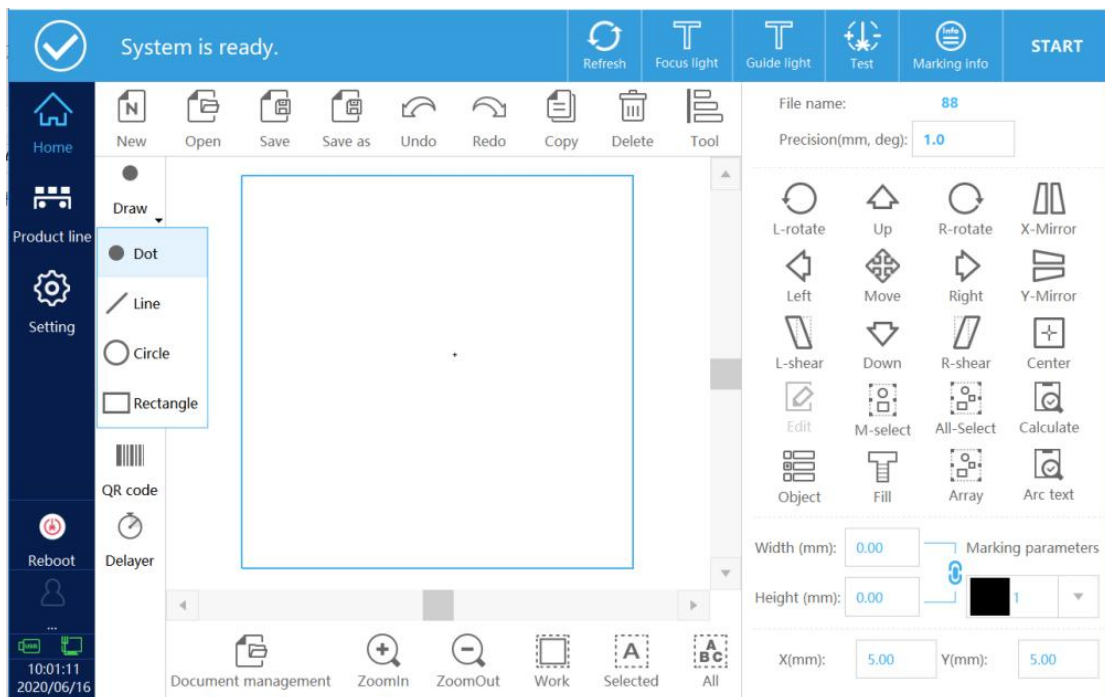 System is ready.
Refresh
Focus light
Guide light
Test
Info
Marking info
START
Home
Product line
Setting
Reboot
...
USB
10:01:11
2020/06/16
N
New
Open
Save
Save as
Undo
Redo
Copy
Delete
Tool
Draw
Dot
Line
Circle
Rectangle
QR code
Delayer
Document management
ZoomIn
ZoomOut
Work
A
Selected
A
B C
All
File name: 88
Precision(mm, deg): 1.0
L-rotate Up R-rotate X-Mirror
Left Move Right Y-Mirror
L-shear Down R-shear Center
Edit M-select All-Select Calculate
Object Fill Array Arc text
Width (mm): 0.00 Marking parameters
Height (mm): 0.00 1
X(mm): 5.00 Y(mm): 5.00